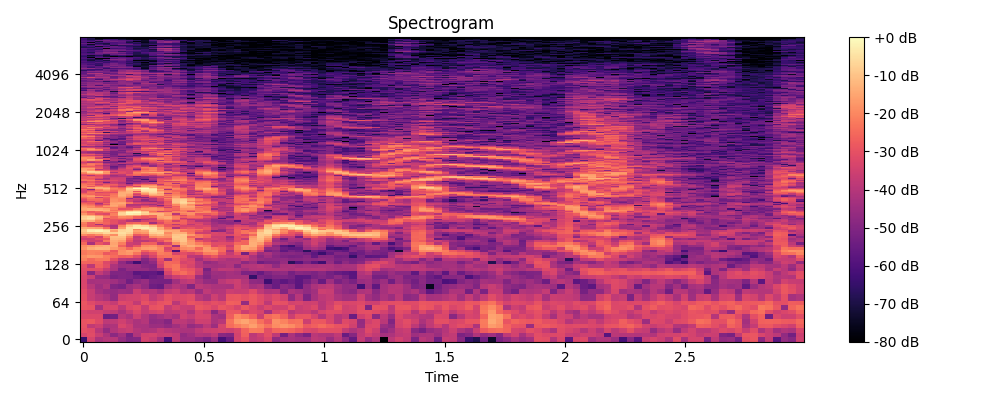 Spectrogram
Hz
4096
2048
1024
512
256
128
64
0
0
0.5
1
1.5
2
2.5
Time
+0 dB
-10 dB
-20 dB
-30 dB
-40 dB
-50 dB
-60 dB
-70 dB
-80 dB